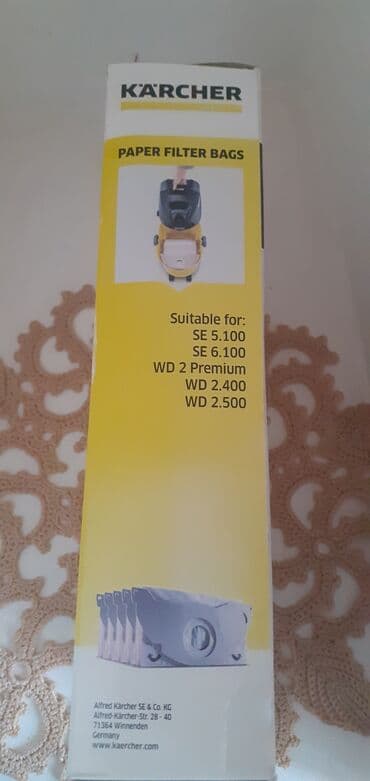 KÄRCHER
PAPER FILTER BAGS
Suitable for:
SE 5.100
SE 6.100
WD 2 Premium
WD 2.400
WD 2.500
Alfred Kärcher SE & Co. KG
Alfred-Kärcher-Str. 28 - 40
71364 Winnenden
Germany
www.kaercher.com